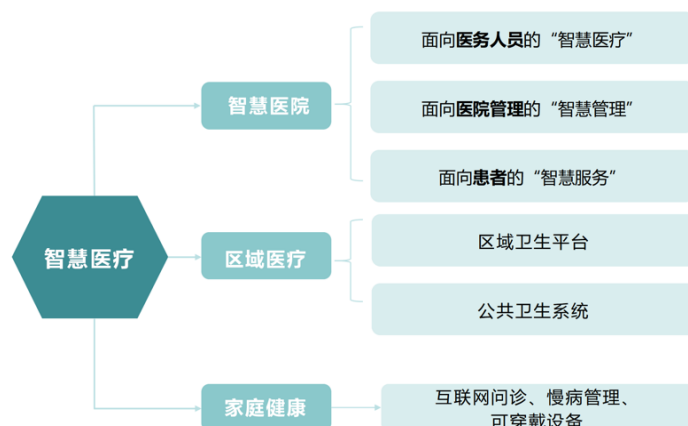 智慧医疗
智慧医院
面向医务人员的“智慧医疗”
面向医院管理的“智慧管理”
面向患者的“智慧服务”
区域医疗
区域卫生平台
公共卫生系统
家庭健康
互联网问诊、慢病管理、
可穿戴设备